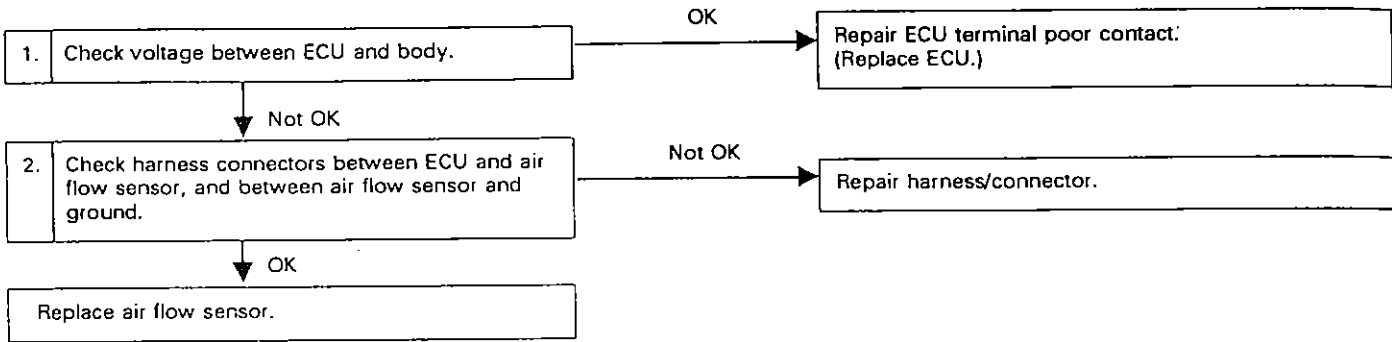 OK
1. Check voltage between ECU and body.
Repair ECU terminal poor contact.
(Replace ECU.)
Not OK
2. Check harness connectors between ECU and air
flow sensor, and between air flow sensor and
ground.
Not OK
Repair harness/connector.
OK
Replace air flow sensor.